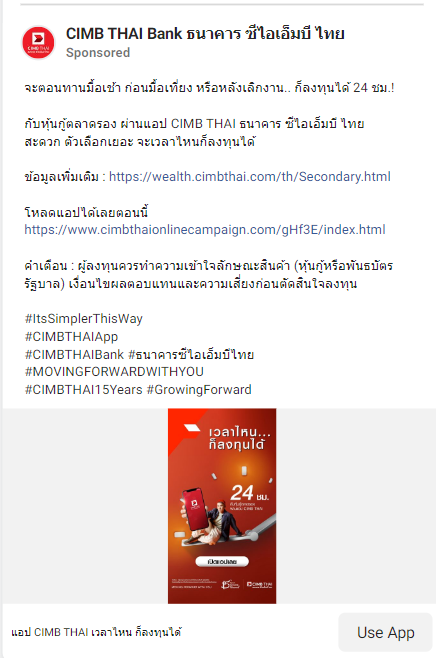 CIMB THAI Bank ธนาคาร ซีไอเอ็มบี ไทย
Sponsored
จะตอนทานมื้อเช้า ก่อนมื้อเที่ยง หรือหลังเลิกงาน.. ก็ลงทุนได้ 24 ชม.!
กับหุ้นกู้ตลาดรอง ผ่านแอป CIMB THAI ธนาคาร ซีไอเอ็มบี ไทย
สะดวก ตัวเลือกเยอะ จะเวลาไหนก็ลงทุนได้
ข้อมูลเพิ่มเติม : https://wealth.cimbthai.com/th/Secondary.html
โหลดแอปได้เลยตอนนี้
https://www.cimbthaionlinecampaign.com/gHf3E/index.html
คำเตือน : ผู้ลงทุนควรทำความเข้าใจลักษณะสินค้า (หุ้นกู้หรือพันธบัตร
รัฐบาล) เงื่อนไขผลตอบแทนและความเสี่ยงก่อนตัดสินใจลงทุน
#ItsSimplerThisWay
#CIMBTHAIApp
#CIMBTHAIBank #ธนาคารซีไอเอ็มบีไทย
#MOVINGFORWARDWITHYOU
#CIMBTHAI15Years #GrowingForward
เวลาไหน...
ก็ลงทุนได้
24 ชม.
เปิดแอปเลย
CIMB THAI
แอป CIMB THAI เวลาไหน ก็ลงทุนได้
Use App